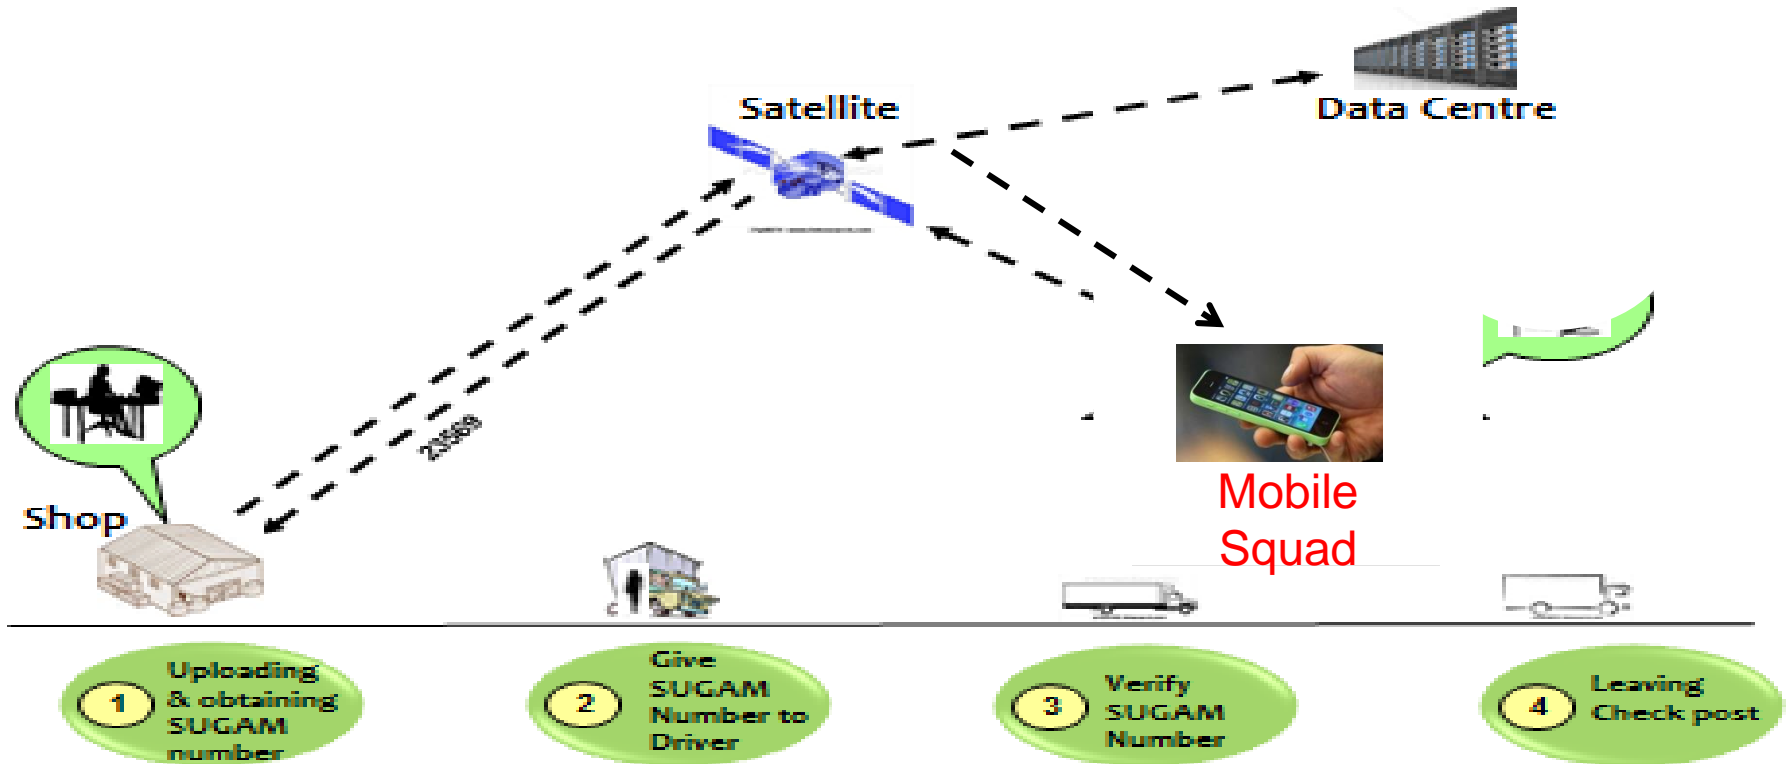 Satellite
Data Centre
23569
Shop
Mobile
Squad
1
Uploading
& obtaining
SUGAM
number
2
Give
SUGAM
Number to
Driver
3
Verify
SUGAM
Number
4
Leaving
Check post